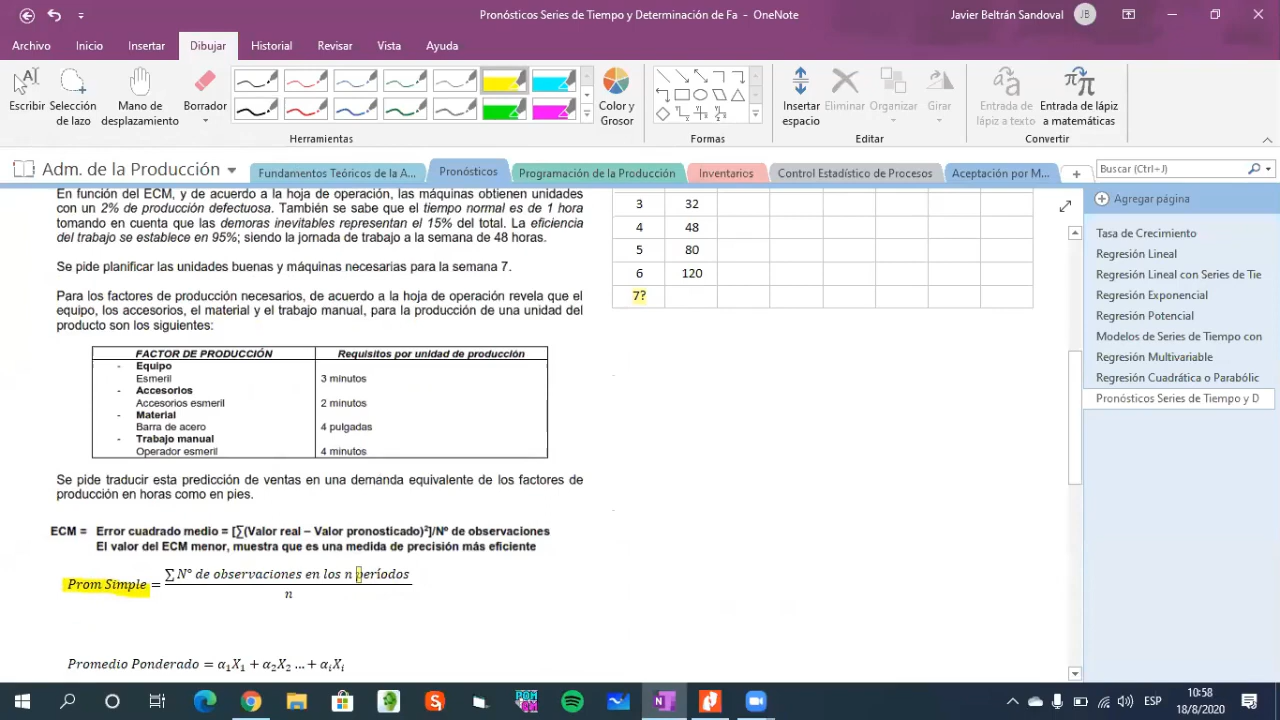 Pronósticos Series de Tiempo y Determinación de Fa - OneNote
Javier Beltrán Sandoval
JB
Archivo
Inicio
Insertar
Dibujar
Historial
Revisar
Vista
Ayuda
Escribir
Selección de lazo
Mano de desplazamiento
Borrador
Color y Grosor
Insertar espacio
Eliminar
Organizar
Girar
Entrada de lápiz a texto
Entrada de lápiz a matemáticas
Herramientas
Formas
Editar
Convertir
Adm. de la Producción
Fundamentos Teóricos de la A...
Pronósticos
Programación de la Producción
Inventarios
Control Estadístico de Procesos
Aceptación por M...
Buscar (Ctrl+J)
En función del ECM, y de acuerdo a la hoja de operación, las máquinas obtienen unidades
con un 2% de producción defectuosa. También se sabe que el tiempo normal es de 1 hora
tomando en cuenta que las demoras inevitables representan el 15% del total. La eficiencia
del trabajo se establece en 95%; siendo la jornada de trabajo a la semana de 48 horas.
Se pide planificar las unidades buenas y máquinas necesarias para la semana 7.
Para los factores de producción necesarios, de acuerdo a la hoja de operación revela que el
equipo, los accesorios, el material y el trabajo manual, para la producción de una unidad del
producto son los siguientes:
FACTOR DE PRODUCCIÓN Requisitos por unidad de producción
- Equipo
Esmeril 3 minutos
- Accesorios
Accesorios esmeril 2 minutos
- Material
Barra de acero 4 pulgadas
- Trabajo manual
Operador esmeril 4 minutos
Se pide traducir esta predicción de ventas en una demanda equivalente de los factores de
producción en horas como en pies.
ECM = Error cuadrado medio = [∑(Valor real – Valor pronosticado)²]/Nº de observaciones
El valor del ECM menor, muestra que es una medida de precisión más eficiente
Prom Simple = ∑ N° de observaciones en los n períodos
n
Promedio Ponderado = α₁X₁ + α₂X₂ ... + αᵢXᵢ
3 32
4 48
5 80
6 120
7?
Agregar página
Tasa de Crecimiento
Regresión Lineal
Regresión Lineal con Series de Tie
Regresión Exponencial
Regresión Potencial
Modelos de Series de Tiempo con
Regresión Multivariable
Regresión Cuadrática o Parabólic
Pronósticos Series de Tiempo y D
ESP
10:58
18/8/2020